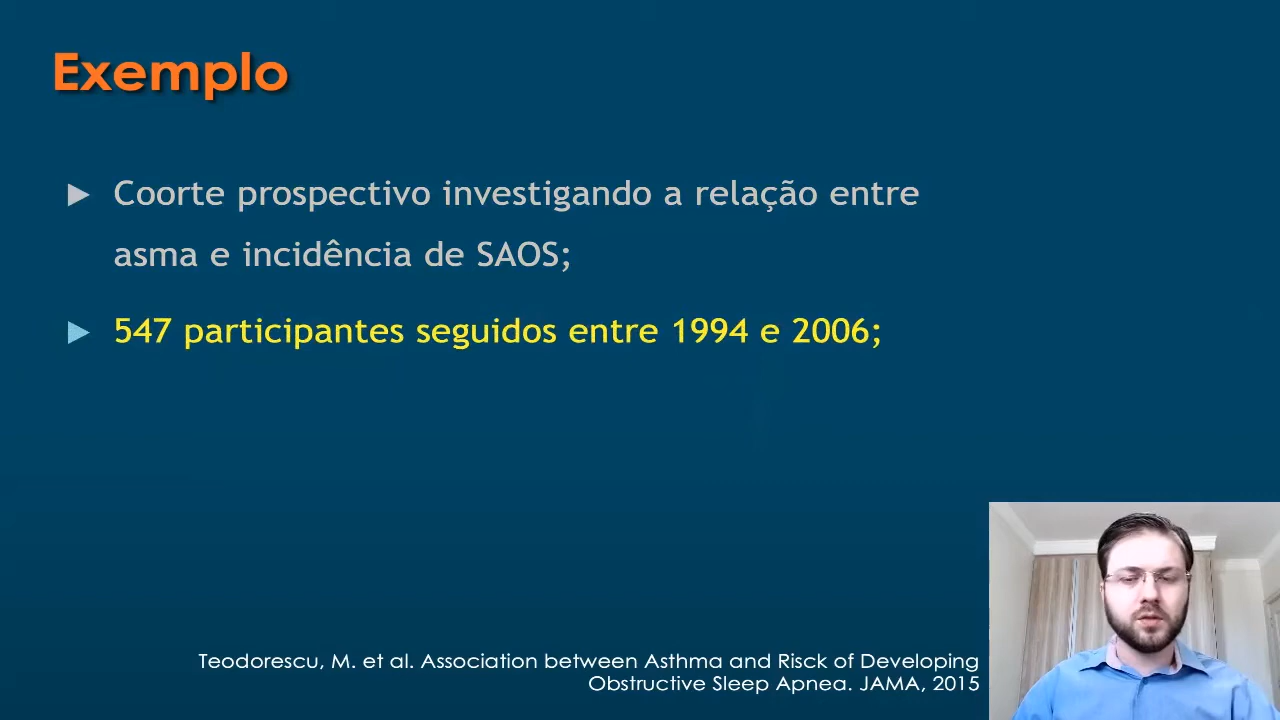 Exemplo
► Coorte prospectivo investigando a relação entre
asma e incidência de SAOS;
► 547 participantes seguidos entre 1994 e 2006;
Teodorescu, M. et al. Association between Asthma and Risck of Developing
Obstructive Sleep Apnea. JAMA, 2015